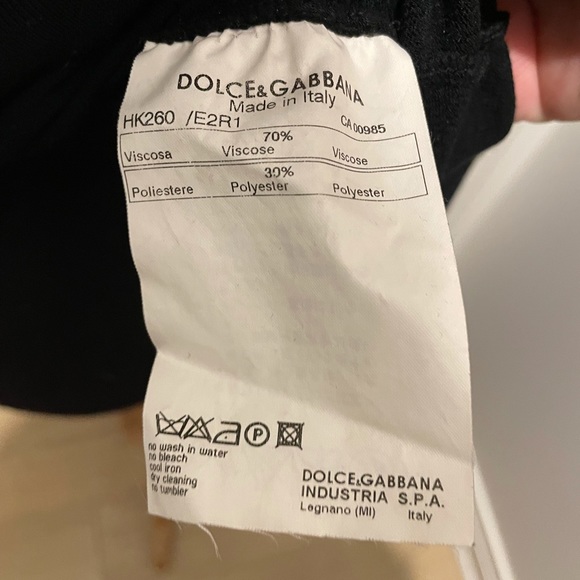 DOLCE&GABBANA
Made in Italy
HK260 /E2R1 CA 00985
70%
Viscosa Viscose Viscose
30%
Poliestere Polyester Polyester
P
no wash in water
no bleach
cool iron
dry cleaning
no tumbler
DOLCE&GABBANA
INDUSTRIA S.P.A.
Legnano (MI) Italy